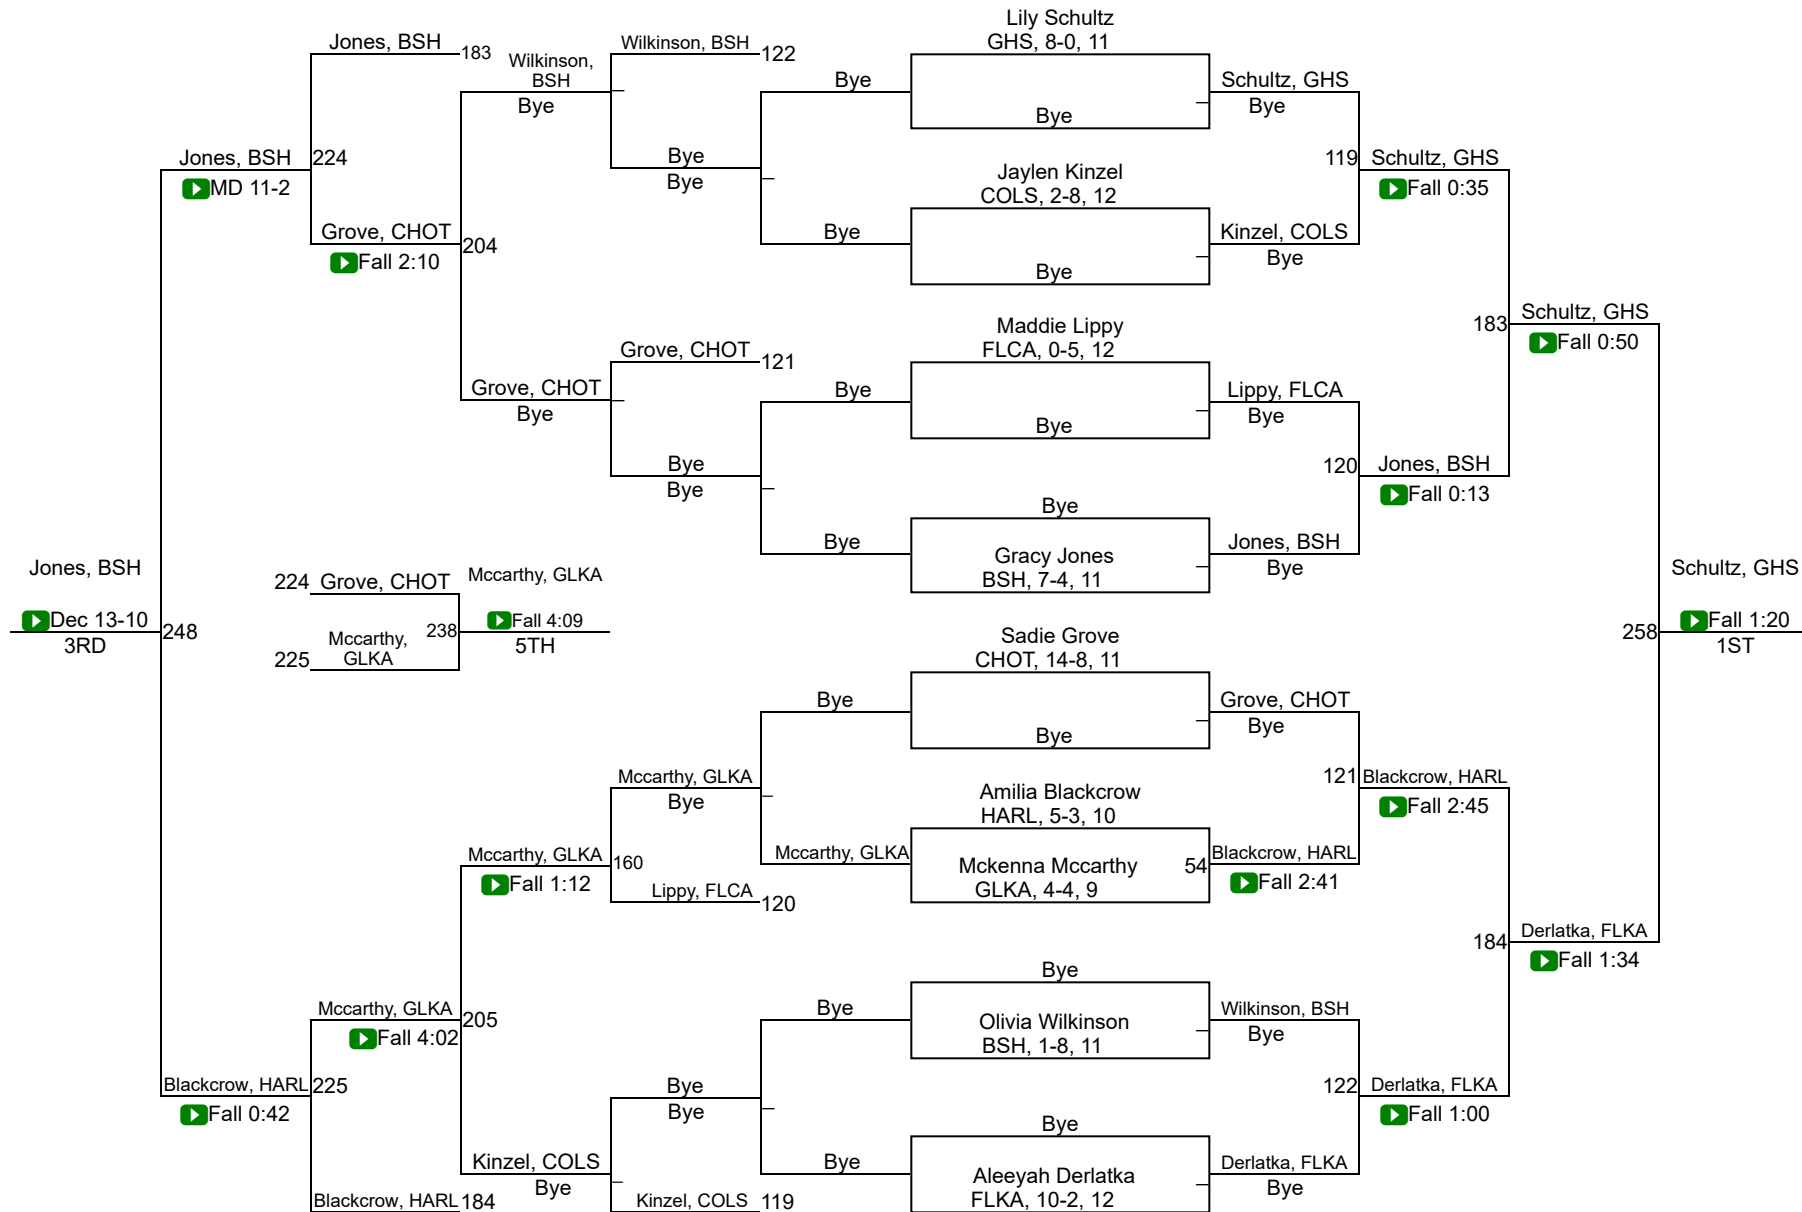 Lily Schultz
GHS, 8-0, 11
Jones, BSH
183
Wilkinson,
BSH
Bye
Wilkinson, BSH
122
Bye
Bye
Schultz, GHS
Bye
Bye
Bye
Jones, BSH
224
MD 11-2
119
Schultz, GHS
Fall 0:35
Jaylen Kinzel
COLS, 2-8, 12
Grove, CHOT
204
Fall 2:10
Bye
Bye
Kinzel, COLS
Bye
183
Schultz, GHS
Fall 0:50
Grove, CHOT
121
Maddie Lippy
FLCA, 0-5, 12
Grove, CHOT
Bye
Bye
Bye
Lippy, FLCA
Bye
Bye
Bye
120
Jones, BSH
Fall 0:13
Bye
Bye
Gracy Jones
BSH, 7-4, 11
Jones, BSH
Bye
Jones, BSH
Dec 13-10
3RD
248
224
Grove, CHOT
Mccarthy,
GLKA
225
238
Mccarthy, GLKA
Fall 4:09
5TH
Sadie Grove
CHOT, 14-8, 11
Schultz, GHS
258
Fall 1:20
1ST
Bye
Bye
Grove, CHOT
Bye
Mccarthy, GLKA
Bye
121
Blackcrow, HARL
Fall 2:45
Amilia Blackcrow
HARL, 5-3, 10
Mccarthy, GLKA
Mckenna Mccarthy
GLKA, 4-4, 9
54
Blackcrow, HARL
Fall 2:41
Mccarthy, GLKA
160
Fall 1:12
Lippy, FLCA
120
184
Derlatka, FLKA
Fall 1:34
Bye
Bye
Olivia Wilkinson
BSH, 1-8, 11
Wilkinson, BSH
Bye
Mccarthy, GLKA
205
Fall 4:02
Blackcrow, HARL
225
Fall 0:42
Bye
Bye
122
Derlatka, FLKA
Fall 1:00
Bye
Kinzel, COLS
Bye
Bye
Aleeyah Derlatka
FLKA, 10-2, 12
Derlatka, FLKA
Bye
Blackcrow, HARL
184
Kinzel, COLS
119